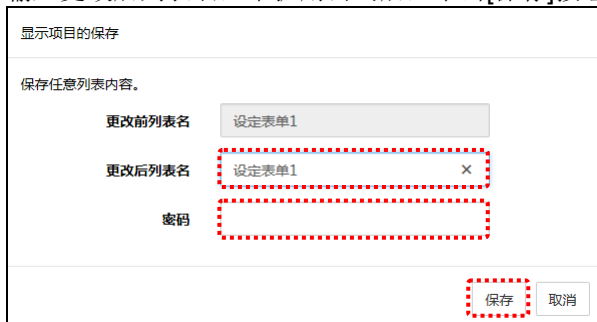 显示项目的保存
保存任意列表内容。
更改前列表名 设定表单1
更改后列表名 设定表单1 ×
密码
保存 取消